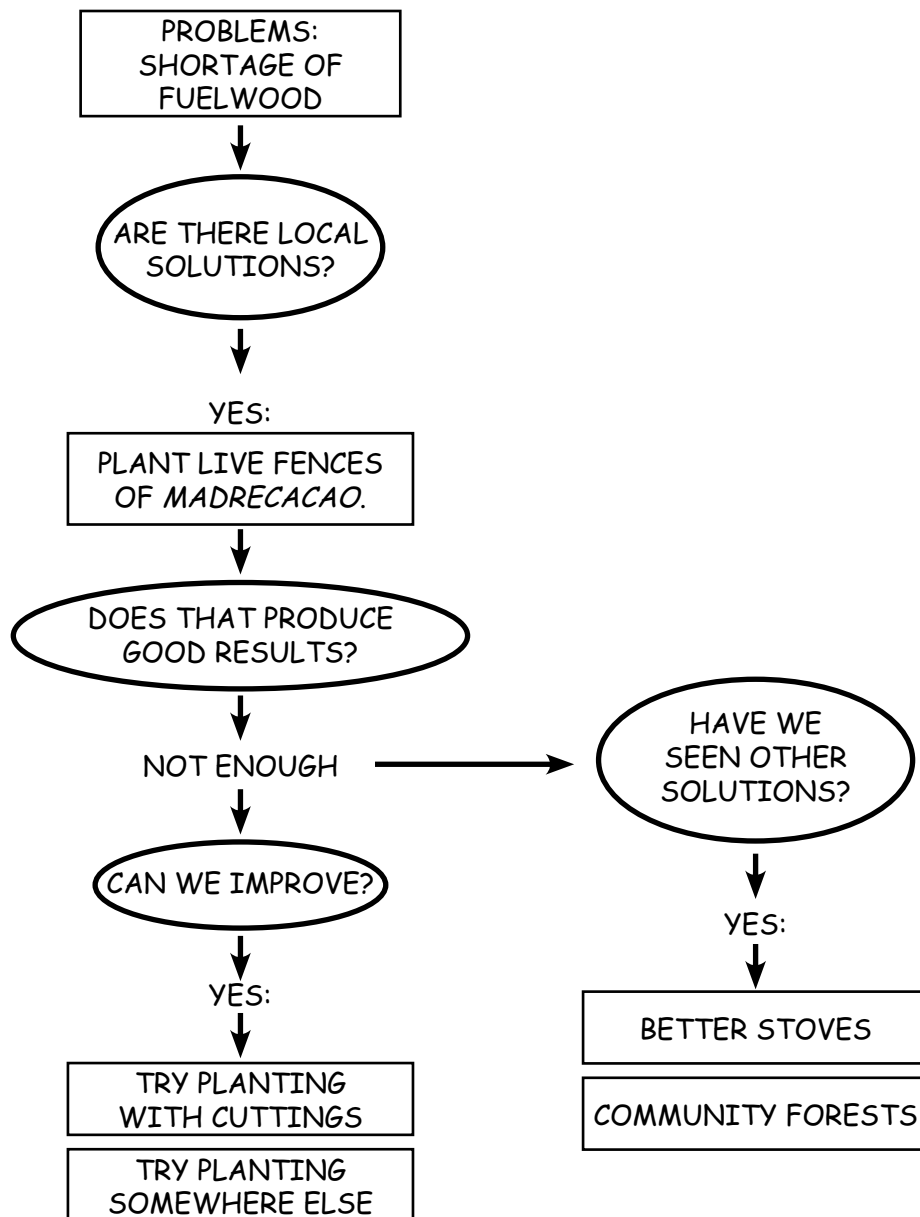 PROBLEMS:
SHORTAGE OF
FUELWOOD
ARE THERE LOCAL
SOLUTIONS?
YES:
PLANT LIVE FENCES
OF MADRECACAO.
DOES THAT PRODUCE
GOOD RESULTS?
NOT ENOUGH
CAN WE IMPROVE?
YES:
TRY PLANTING
WITH CUTTINGS
TRY PLANTING
SOMEWHERE ELSE
HAVE WE
SEEN OTHER
SOLUTIONS?
YES:
BETTER STOVES
COMMUNITY FORESTS